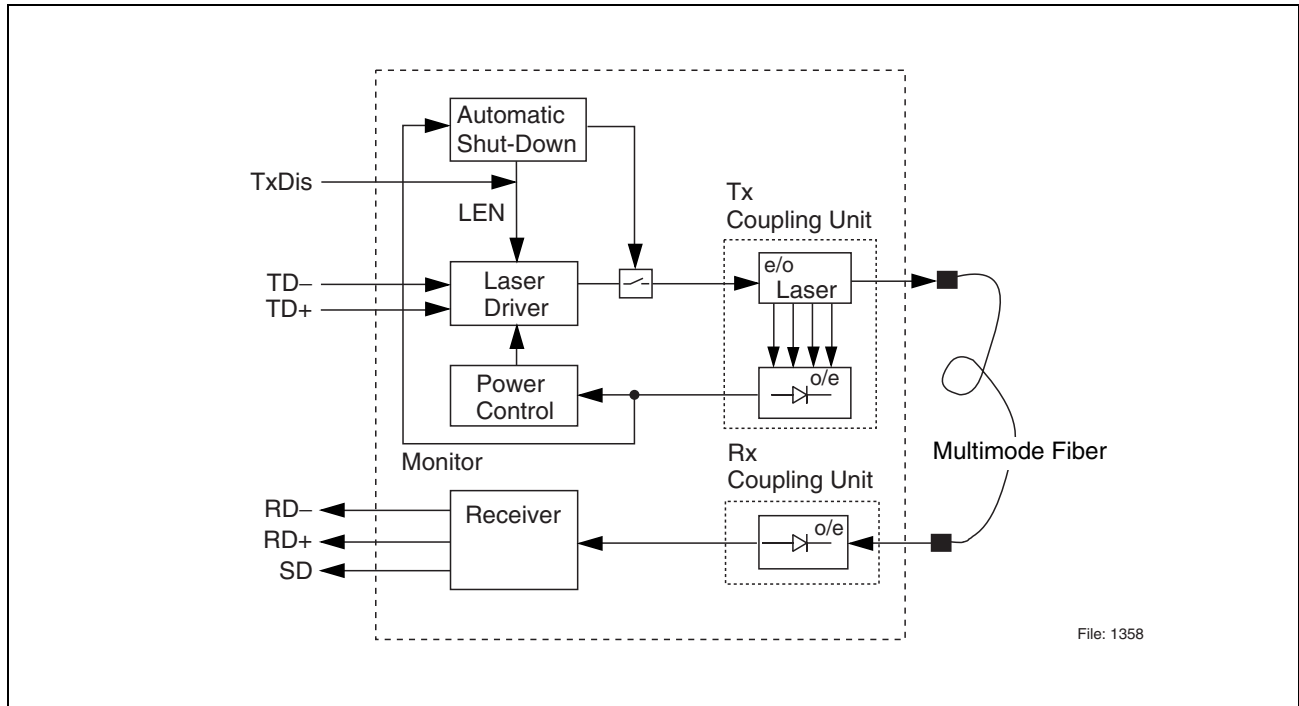 Automatic
Shut-Down
TxDis
LEN
Tx
Coupling Unit
TD–
TD+
Laser
Driver
e/o
Laser
Power
Control
o/e
Monitor
Rx
Coupling Unit
Multimode Fiber
RD–
RD+
SD
Receiver
o/e
File: 1358